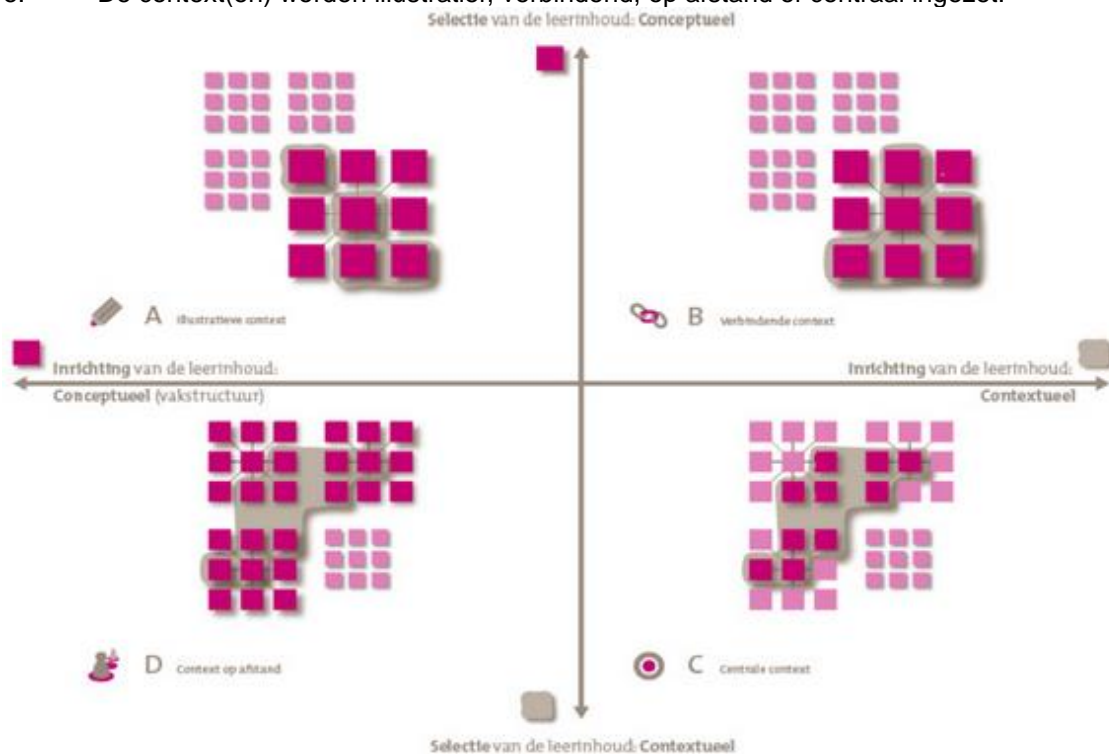 De context(en) worden illustratief, verbindend, op afstand of centraal ingezet.
Selectie van de leerinhoud: Conceptueel
A Illustratieve context
B Verbindende context
Inrichting van de leerinhoud:
Conceptueel (vakstructuur)
Inrichting van de leerinhoud:
Contextueel
D Context op afstand
C Centrale context
Selectie van de leerinhoud: Contextueel